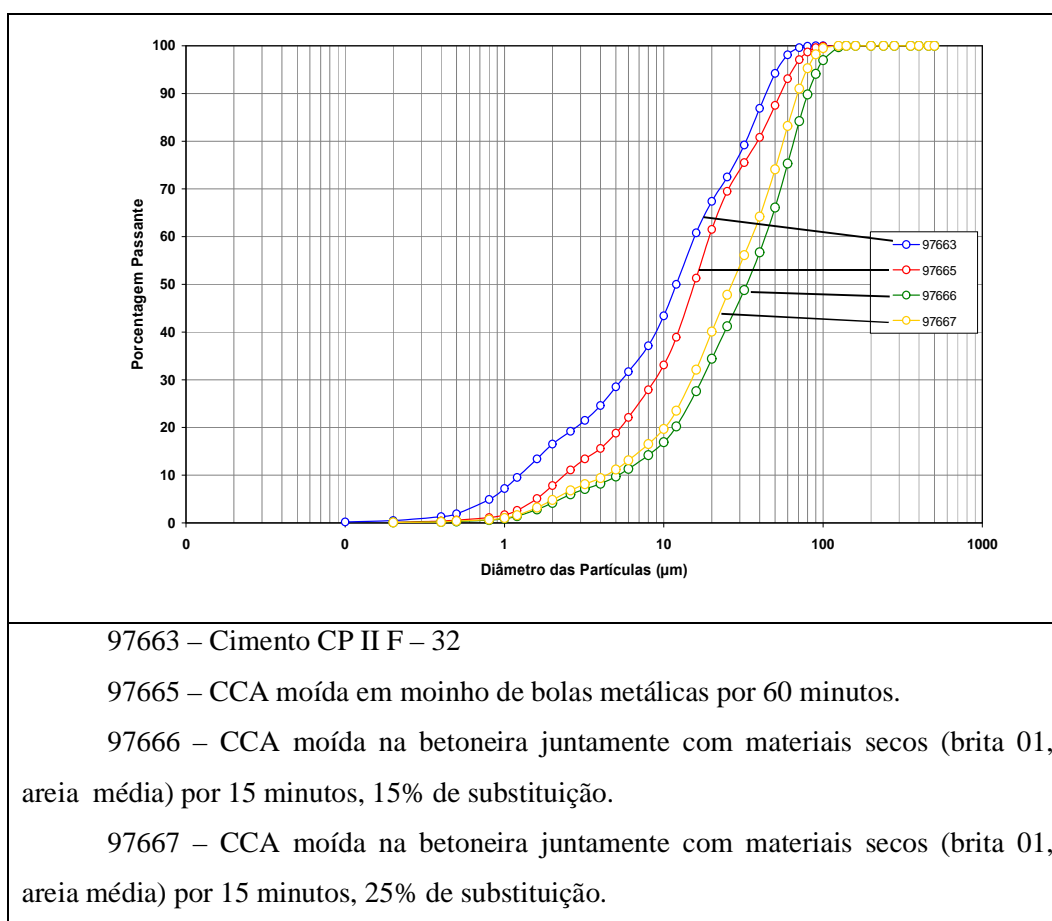 100
90
80
70
60
50
40
30
20
10
0
Porcentagem Passante
0 0 1 10 100 1000
Diâmetro das Partículas (µm)
97663
97665
97666
97667
97663 – Cimento CP II F – 32
97665 – CCA moída em moinho de bolas metálicas por 60 minutos.
97666 – CCA moída na betoneira juntamente com materiais secos (brita 01,
areia média) por 15 minutos, 15% de substituição.
97667 – CCA moída na betoneira juntamente com materiais secos (brita 01,
areia média) por 15 minutos, 25% de substituição.